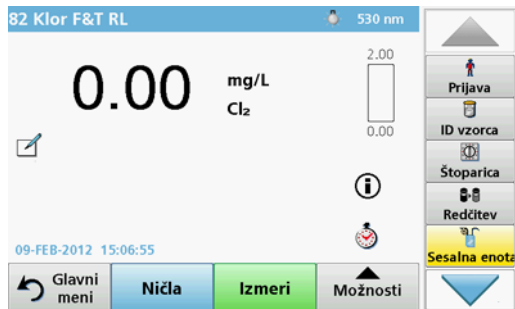 82 Klor F&T RL
530 nm
0.00
mg/L
Cl₂
2.00
0.00
09-FEB-2012 15:06:55
Glavni
meni
Ničla
Izmeri
Možnosti
Prijava
ID vzorca
Štoparica
Redčitev
Sesalna enota